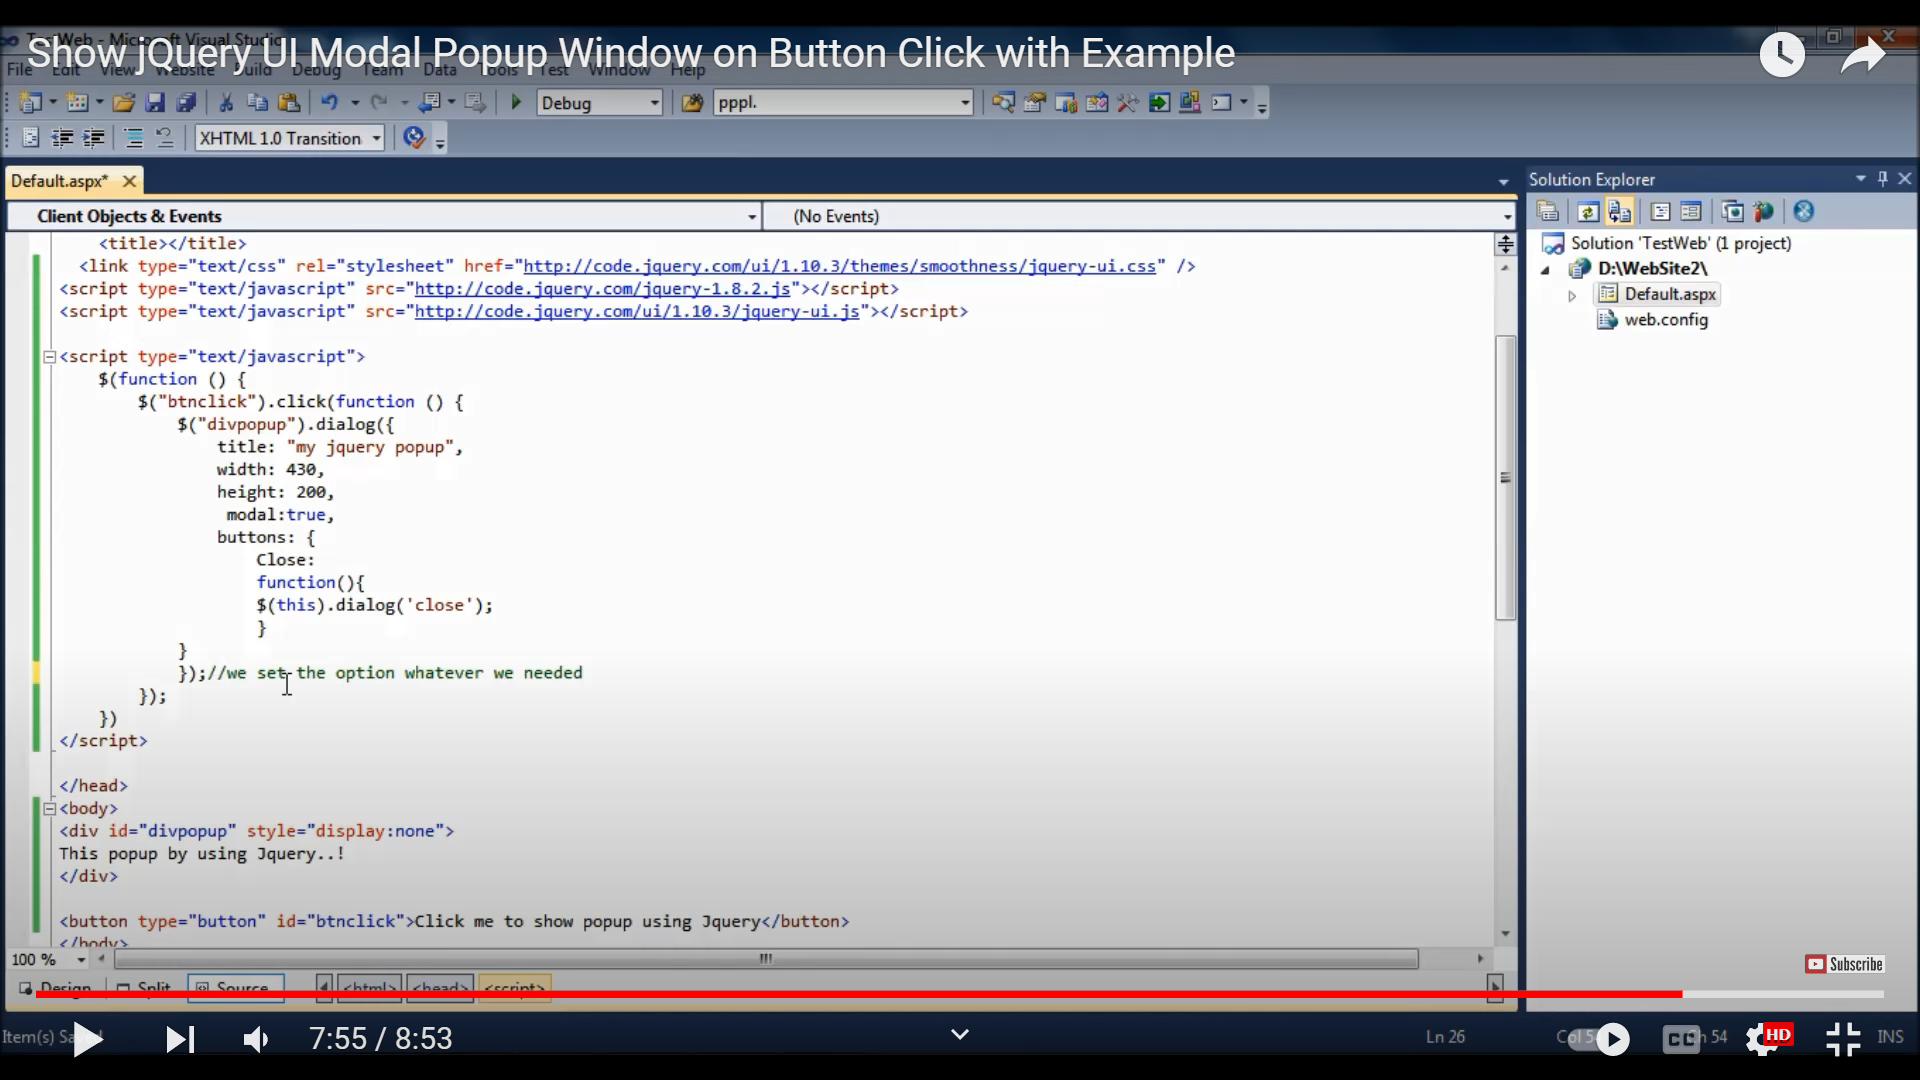 Show jQuery UI Modal Popup Window on Button Click with Example
TestWeb - Microsoft Visual Studio
File Edit View Website Build Debug Team Data Tools Test Window Help
Debug
pppl.
XHTML 1.0 Transition
Default.aspx*
Client Objects & Events
(No Events)
<title></title>
<link type="text/css" rel="stylesheet" href="http://code.jquery.com/ui/1.10.3/themes/smoothness/jquery-ui.css" />
<script type="text/javascript" src="http://code.jquery.com/jquery-1.8.2.js"></script>
<script type="text/javascript" src="http://code.jquery.com/ui/1.10.3/jquery-ui.js"></script>
<script type="text/javascript">
$(function () {
$("btnclick").click(function () {
$("divpopup").dialog({
title: "my jquery popup",
width: 430,
height: 200,
modal:true,
buttons: {
Close:
function(){
$(this).dialog('close');
}
}
});//we set the option whatever we needed
});
})
</script>
</head>
<body>
<div id="divpopup" style="display:none">
This popup by using Jquery..!
</div>
<button type="button" id="btnclick">Click me to show popup using Jquery</button>
</body>
100 %
Design Split Source <html> <head> <script>
Solution Explorer
Solution 'TestWeb' (1 project)
D:\WebSite2\
Default.aspx
web.config
Subscribe
Item(s)
7:55 / 8:53
Ln 26
Col
CC
Ch 54
HD
INS